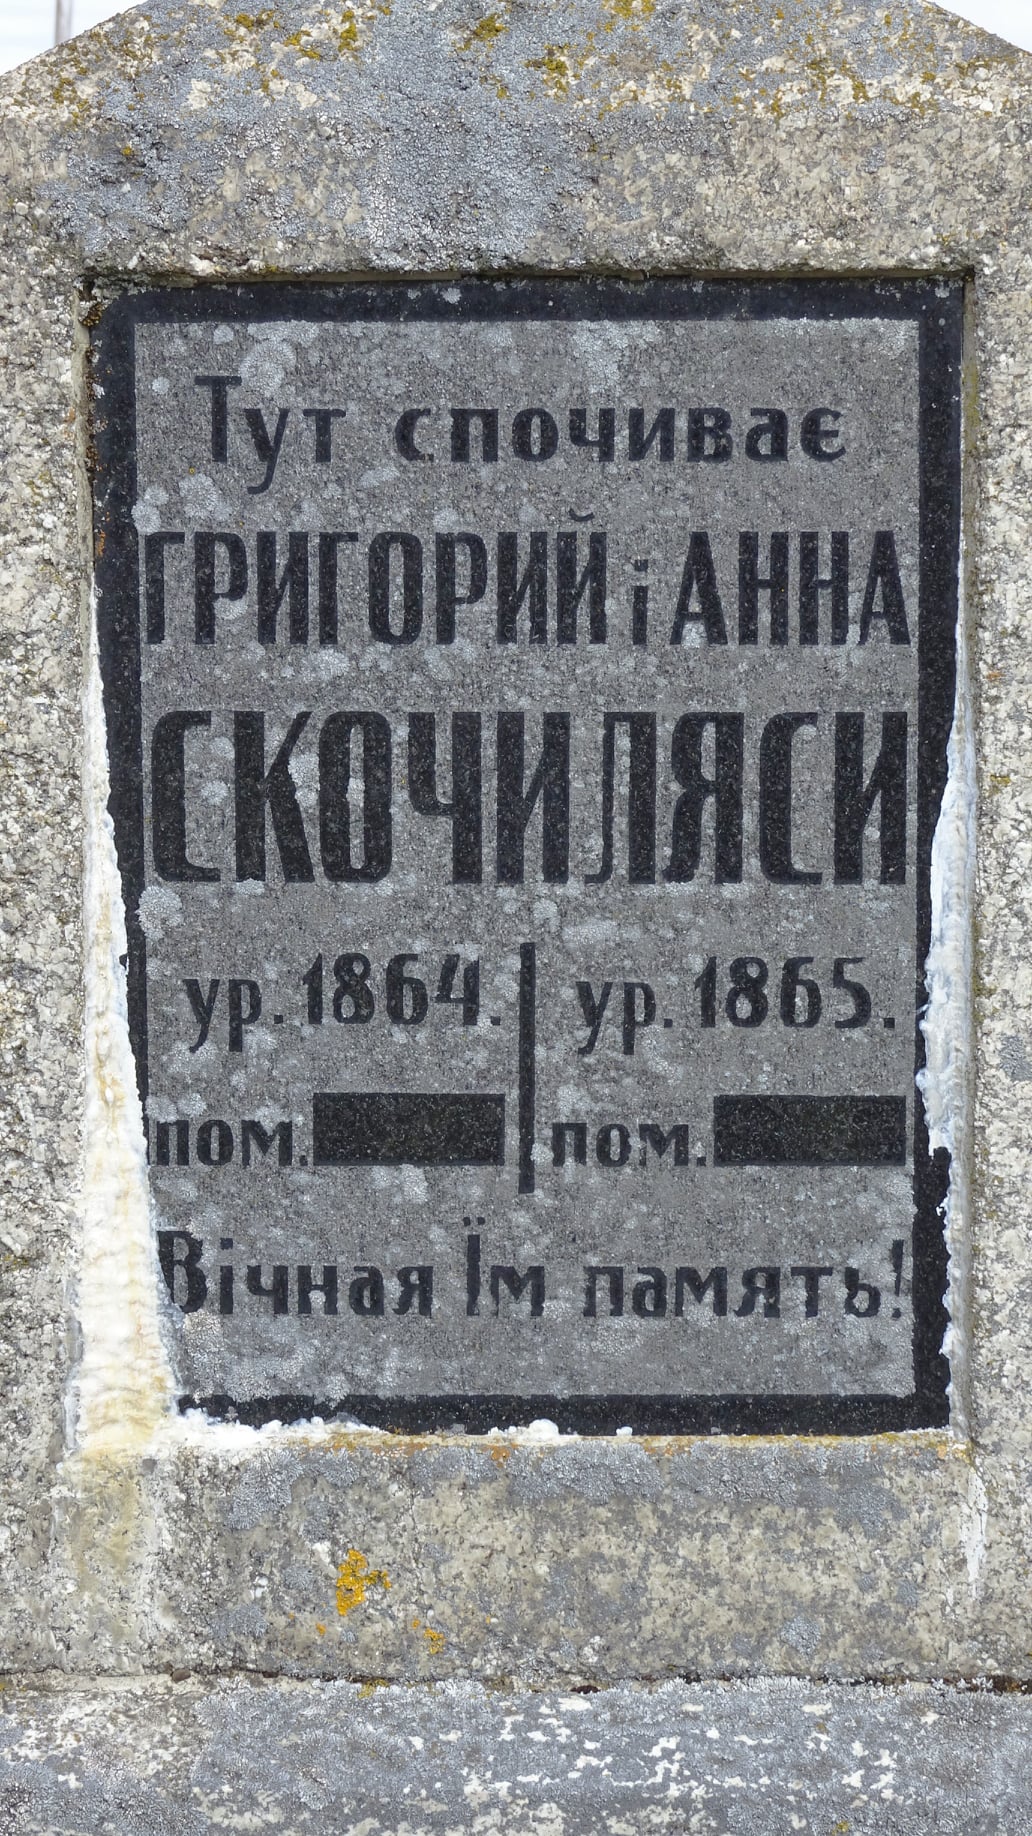 Тут спочиває
ГРИГОРИЙ і АННА
СКОЧИЛЯСИ
ур. 1864. ур. 1865.
пом. пом.
Вічная Їм память!